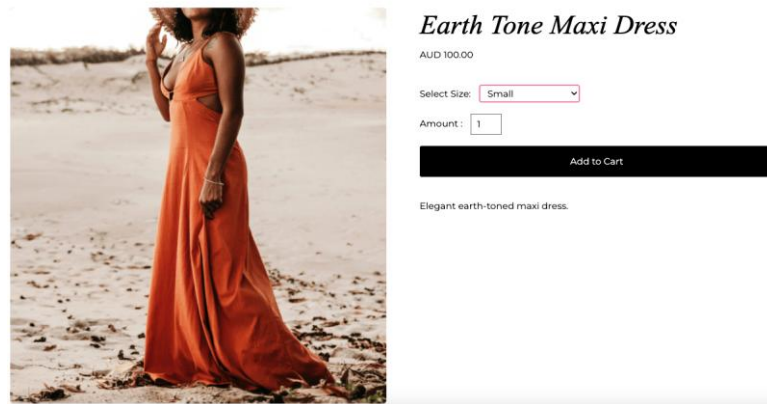 Earth Tone Maxi Dress
AUD 100.00
Select Size: Small
Amount : 1
Add to Cart
Elegant earth-toned maxi dress.